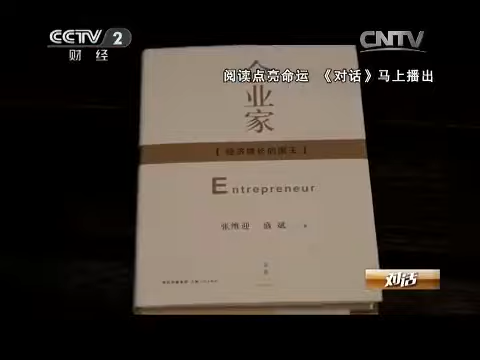 CCTV 2
财经
CNTV
阅读点亮命运 《对话》马上播出
企业家
【经济增长的国王】
Entrepreneur
张维迎 盛斌 著
对话